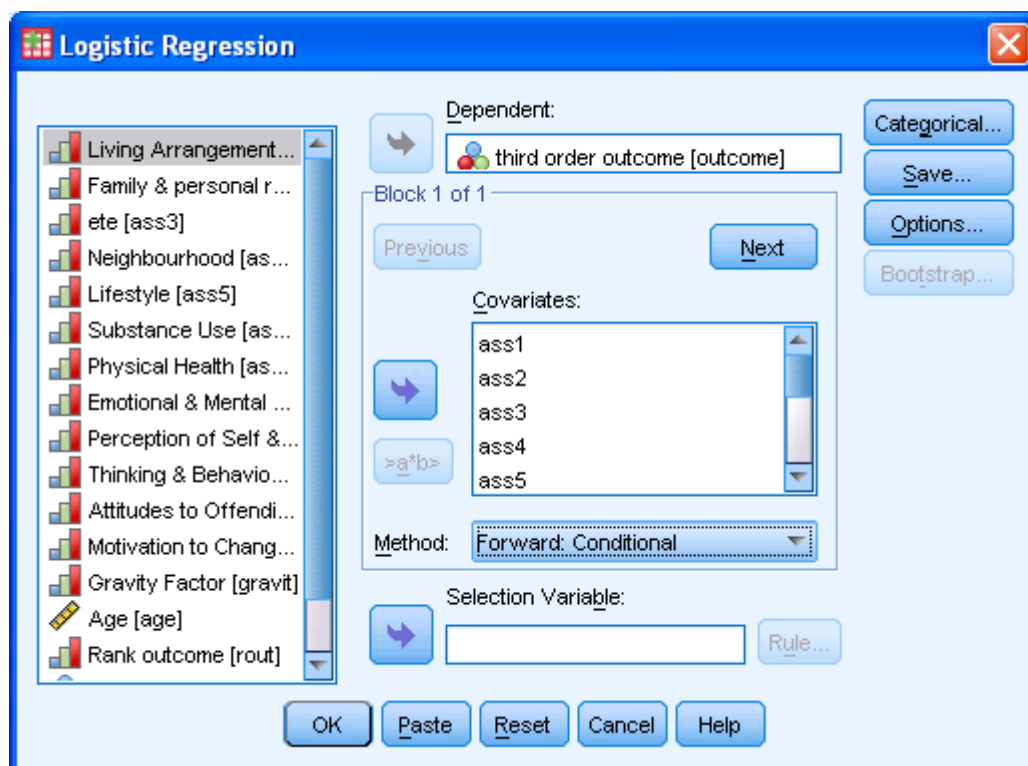 Logistic Regression
Living Arrangement...
Family & personal r...
ete [ass3]
Neighbourhood [as...
Lifestyle [ass5]
Substance Use [as...
Physical Health [as...
Emotional & Mental ...
Perception of Self &...
Thinking & Behavio...
Attitudes to Offendi...
Motivation to Chang...
Gravity Factor [gravit]
Age [age]
Rank outcome [rout]
Dependent:
third order outcome [outcome]
Block 1 of 1
Previous
Next
Covariates:
ass1
ass2
ass3
ass4
ass5
>a*b>
Method:
Forward: Conditional
Selection Variable:
Rule...
Categorical...
Save...
Options...
Bootstrap...
OK
Paste
Reset
Cancel
Help